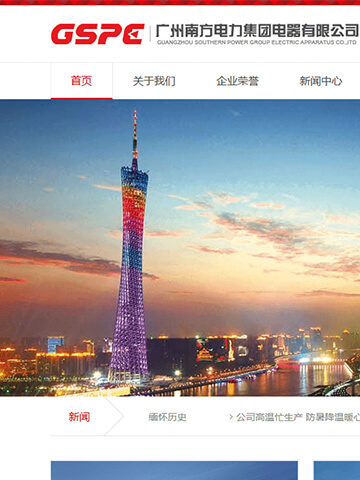 GSPE 广州南方电力集团电器有限公司
GUANGZHOU SOUTHERN POWER GROUP ELECTRIC APPARATUS CO.,LTD
首页 关于我们 企业荣誉 新闻中心
新闻 缅怀历史 > 公司高温忙生产 防暑降温暖心